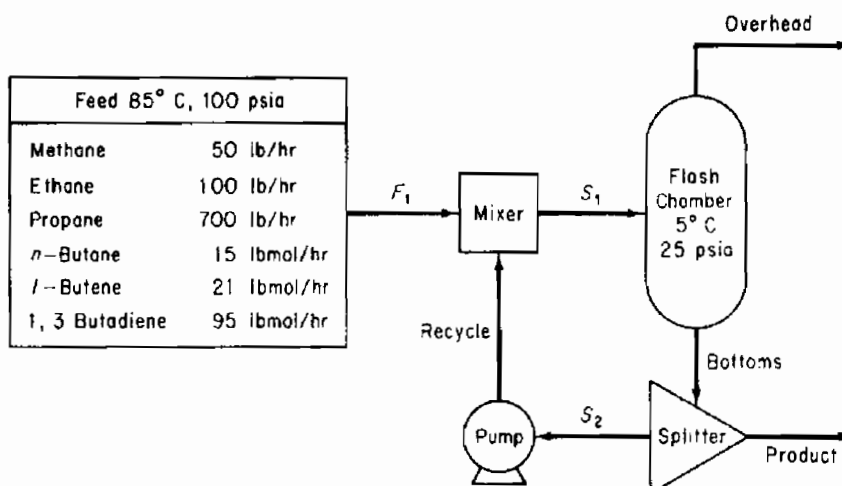 Overhead
Feed 85° C, 100 psia
Methane 50 lb/hr
Ethane 100 lb/hr
Propane 700 lb/hr
n-Butane 15 lbmol/hr
1-Butene 21 lbmol/hr
1, 3 Butadiene 95 lbmol/hr
F1
Mixer
S1
Flash
Chamber
5° C
25 psia
Recycle
Bottoms
Pump
S2
Splitter
Product